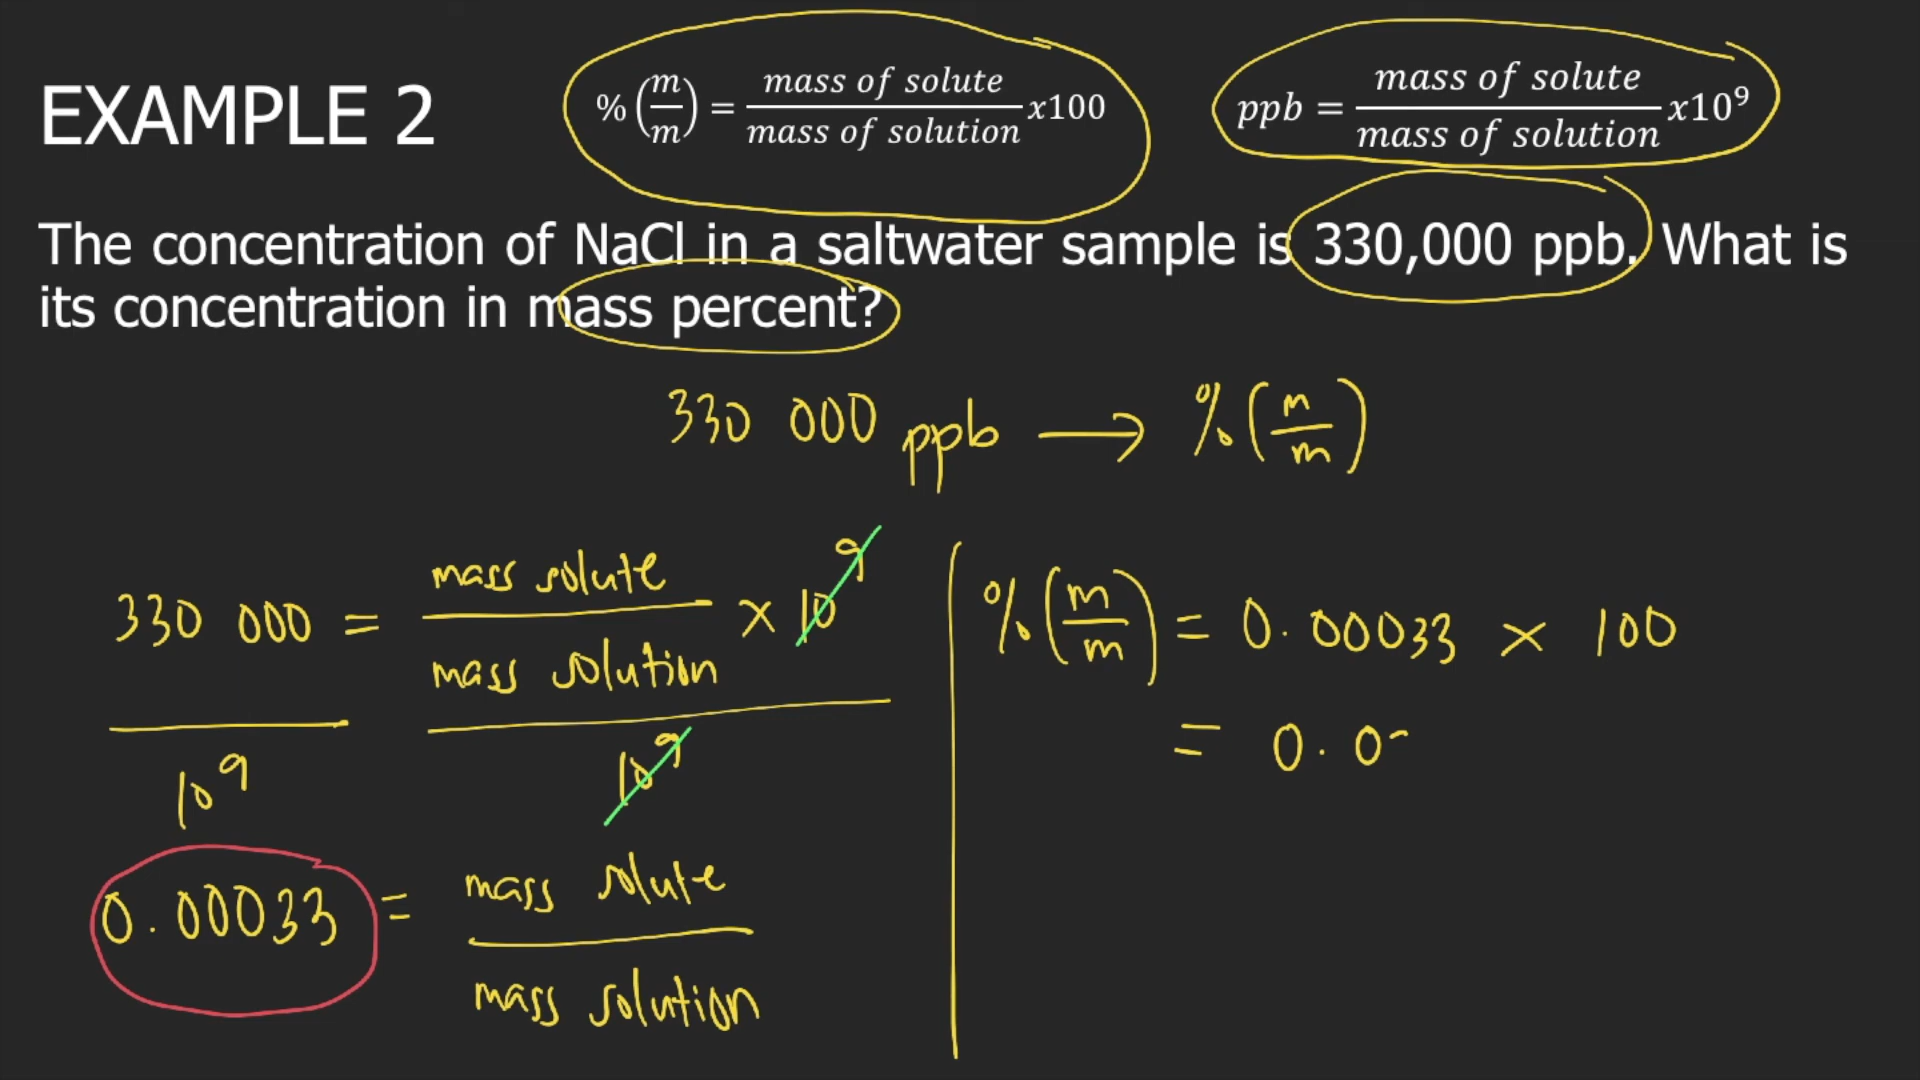 EXAMPLE 2
% (m/m) = mass of solute / mass of solution x100
ppb = mass of solute / mass of solution x10⁹
The concentration of NaCl in a saltwater sample is 330,000 ppb. What is
its concentration in mass percent?
330 000 ppb → % (m/m)
330 000 = mass solute / mass solution x 10⁹
10⁹ 10⁹
0.00033 = mass solute / mass solution
% (m/m) = 0.00033 x 100
= 0.0